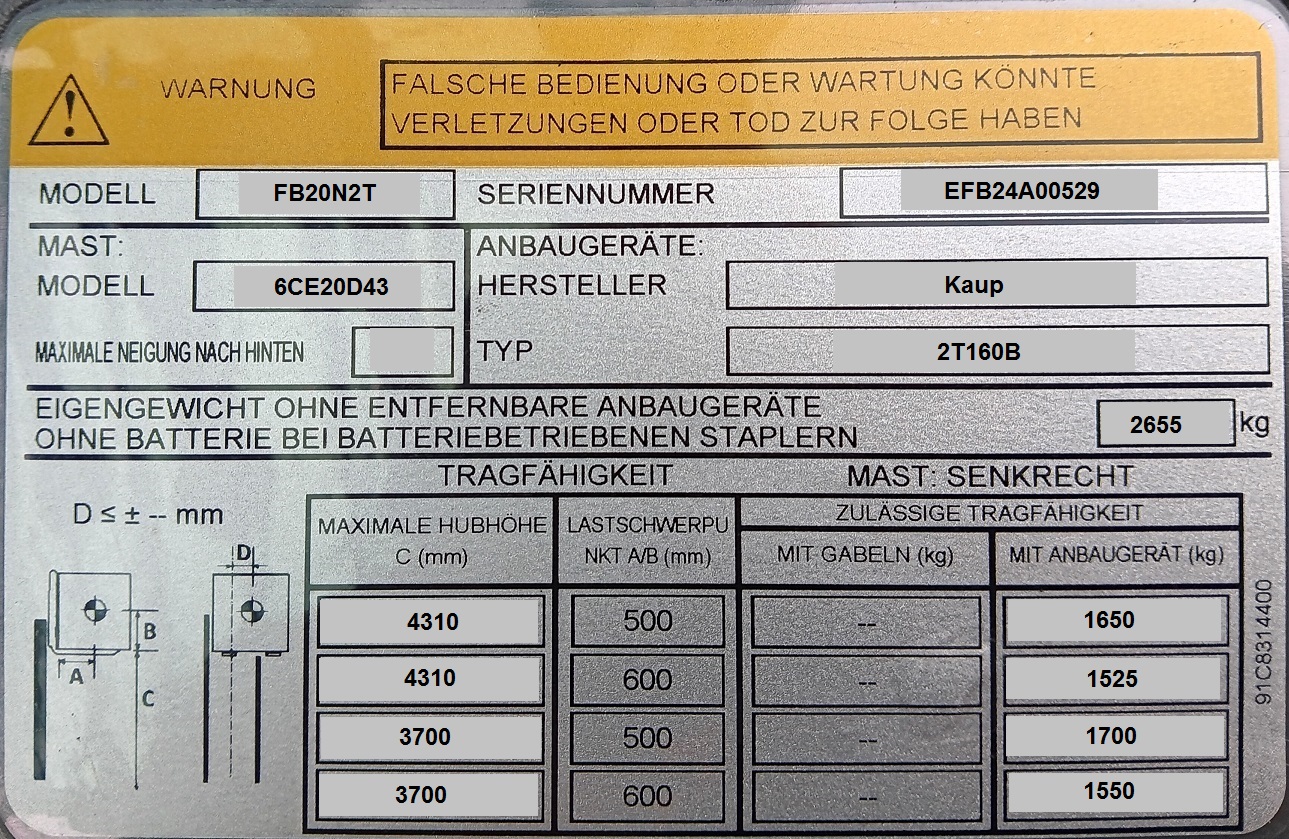 WARNUNG
FALSCHE BEDIENUNG ODER WARTUNG KÖNNTE
VERLETZUNGEN ODER TOD ZUR FOLGE HABEN
MODELL FB20N2T SERIENNUMMER EFB24A00529
MAST:
MODELL 6CE20D43
MAXIMALE NEIGUNG NACH HINTEN
ANBAUGERÄTE:
HERSTELLER Kaup
TYP 2T160B
EIGENGEWICHT OHNE ENTFERNBARE ANBAUGERÄTE
OHNE BATTERIE BEI BATTERIEBETRIEBENEN STAPLERN 2655 kg
TRAGFÄHIGKEIT MAST: SENKRECHT
D ≤ ± -- mm
D
B
A
C
MAXIMALE HUBHÖHE
C (mm)
LASTSCHWERPU
NKT A/B (mm)
ZULÄSSIGE TRAGFÄHIGKEIT
MIT GABELN (kg) MIT ANBAUGERÄT (kg)
4310 500 -- 1650
4310 600 -- 1525
3700 500 -- 1700
3700 600 -- 1550
91C8314400